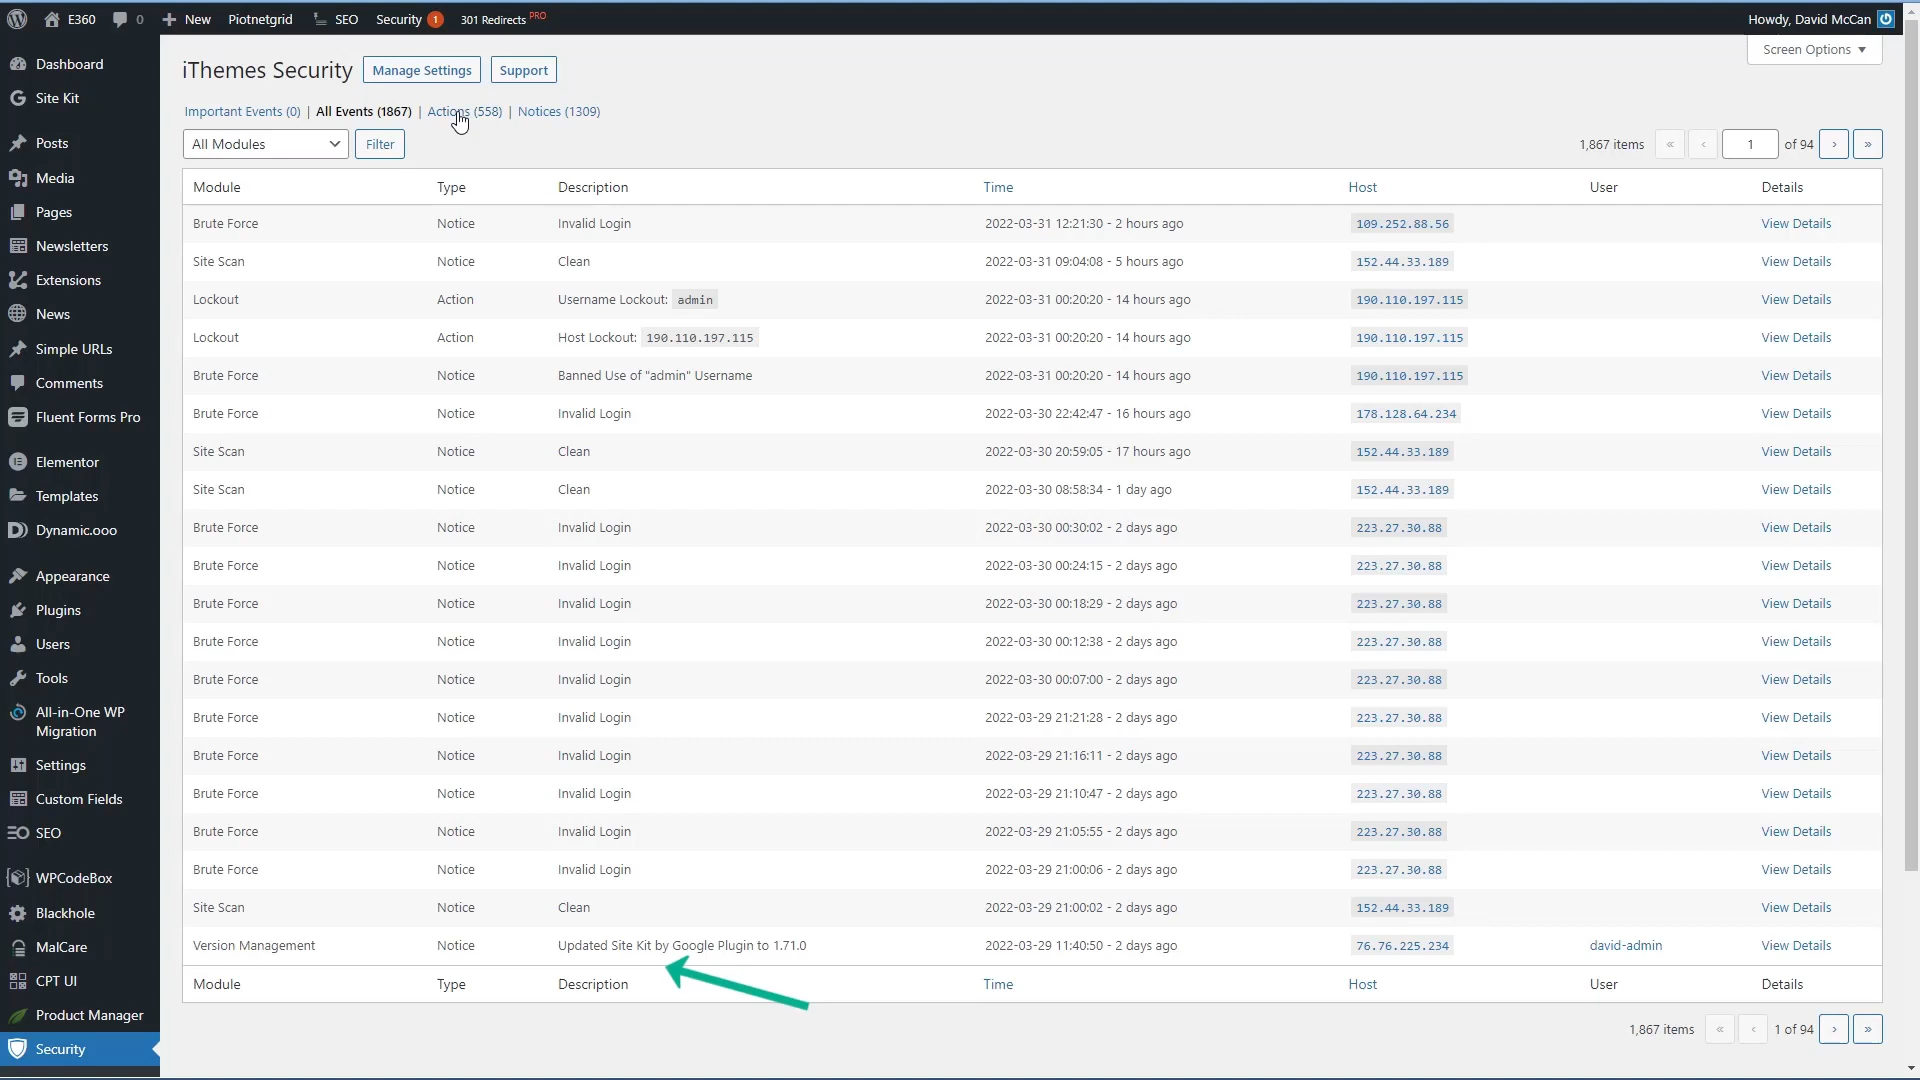 E360 0 New Piotnetgrid SEO Security 1 301 Redirects PRO Howdy, David McCan
Screen Options
Dashboard
Site Kit
Posts
Media
Pages
Newsletters
Extensions
News
Simple URLs
Comments
Fluent Forms Pro
Elementor
Templates
Dynamic.ooo
Appearance
Plugins
Users
Tools
All-in-One WP
Migration
Settings
Custom Fields
SEO
WPCodeBox
Blackhole
MalCare
CPT UI
Product Manager
Security
iThemes Security Manage Settings Support
Important Events (0) | All Events (1867) | Actions (558) | Notices (1309)
All Modules Filter 1,867 items « ‹ 1 of 94 › »
Module Type Description Time Host User Details
Brute Force Notice Invalid Login 2022-03-31 12:21:30 - 2 hours ago 109.252.88.56 View Details
Site Scan Notice Clean 2022-03-31 09:04:08 - 5 hours ago 152.44.33.189 View Details
Lockout Action Username Lockout: admin 2022-03-31 00:20:20 - 14 hours ago 190.110.197.115 View Details
Lockout Action Host Lockout: 190.110.197.115 2022-03-31 00:20:20 - 14 hours ago 190.110.197.115 View Details
Brute Force Notice Banned Use of "admin" Username 2022-03-31 00:20:20 - 14 hours ago 190.110.197.115 View Details
Brute Force Notice Invalid Login 2022-03-30 22:42:47 - 16 hours ago 178.128.64.234 View Details
Site Scan Notice Clean 2022-03-30 20:59:05 - 17 hours ago 152.44.33.189 View Details
Site Scan Notice Clean 2022-03-30 08:58:34 - 1 day ago 152.44.33.189 View Details
Brute Force Notice Invalid Login 2022-03-30 00:30:02 - 2 days ago 223.27.30.88 View Details
Brute Force Notice Invalid Login 2022-03-30 00:24:15 - 2 days ago 223.27.30.88 View Details
Brute Force Notice Invalid Login 2022-03-30 00:18:29 - 2 days ago 223.27.30.88 View Details
Brute Force Notice Invalid Login 2022-03-30 00:12:38 - 2 days ago 223.27.30.88 View Details
Brute Force Notice Invalid Login 2022-03-30 00:07:00 - 2 days ago 223.27.30.88 View Details
Brute Force Notice Invalid Login 2022-03-29 21:21:28 - 2 days ago 223.27.30.88 View Details
Brute Force Notice Invalid Login 2022-03-29 21:16:11 - 2 days ago 223.27.30.88 View Details
Brute Force Notice Invalid Login 2022-03-29 21:10:47 - 2 days ago 223.27.30.88 View Details
Brute Force Notice Invalid Login 2022-03-29 21:05:55 - 2 days ago 223.27.30.88 View Details
Brute Force Notice Invalid Login 2022-03-29 21:00:06 - 2 days ago 223.27.30.88 View Details
Site Scan Notice Clean 2022-03-29 21:00:02 - 2 days ago 152.44.33.189 View Details
Version Management Notice Updated Site Kit by Google Plugin to 1.71.0 2022-03-29 11:40:50 - 2 days ago 76.76.225.234 david-admin View Details
Module Type Description Time Host User Details
1,867 items « ‹ 1 of 94 › »